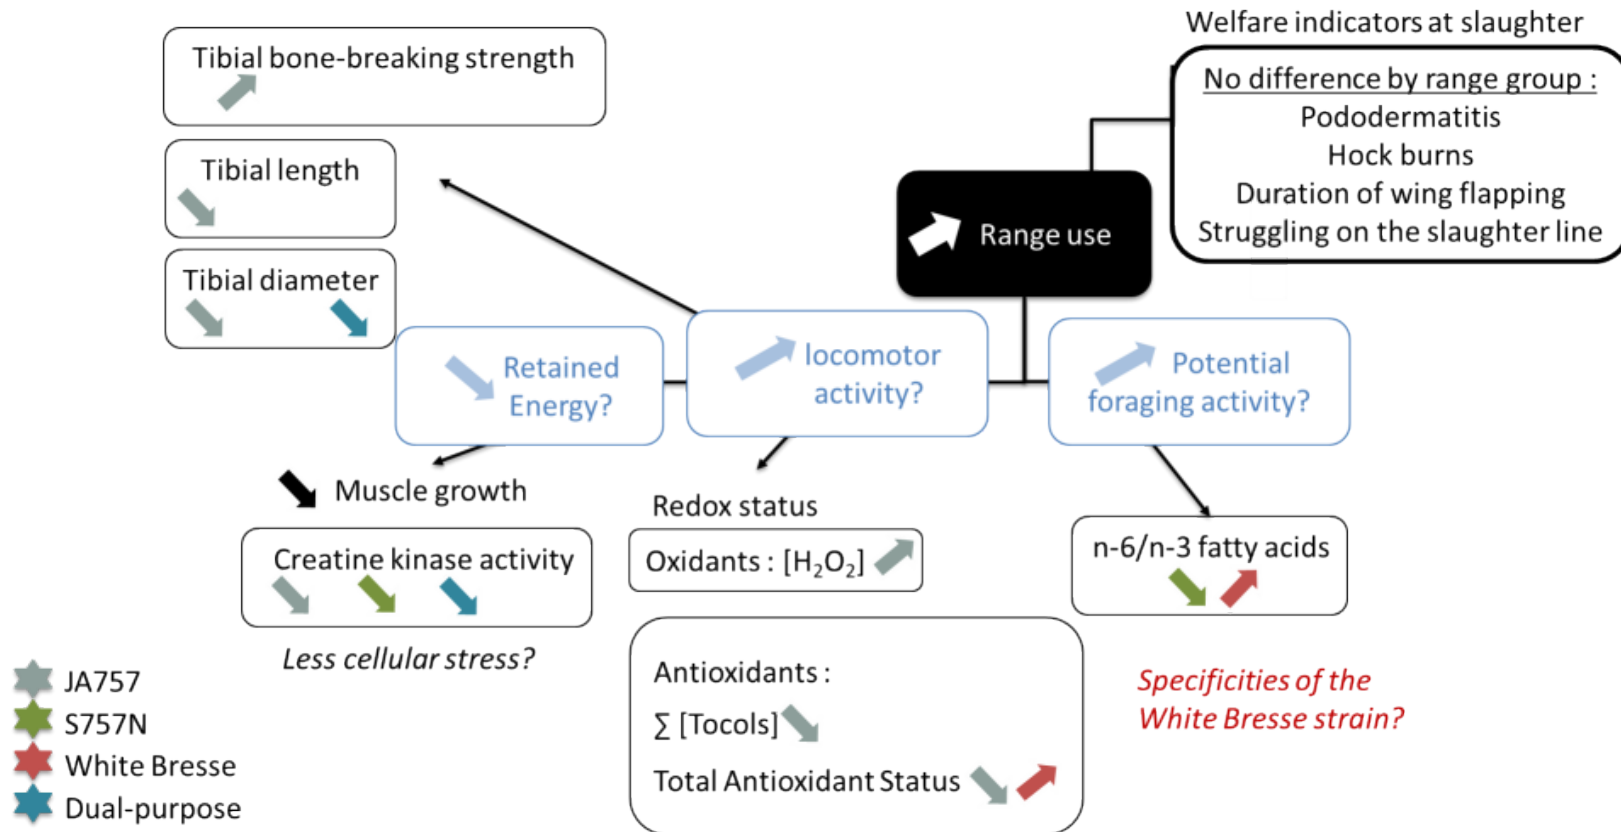 Welfare indicators at slaughter
Tibial bone-breaking strength
No difference by range group :
Pododermatitis
Hock burns
Duration of wing flapping
Struggling on the slaughter line
Tibial length
Range use
Tibial diameter
Retained
Energy?
locomotor
activity?
Potential
foraging activity?
Muscle growth
Creatine kinase activity
Less cellular stress?
Redox status
Oxidants : [H₂O₂]
n-6/n-3 fatty acids
Antioxidants :
∑ [Tocols]
Total Antioxidant Status
Specificities of the
White Bresse strain?
JA757
S757N
White Bresse
Dual-purpose